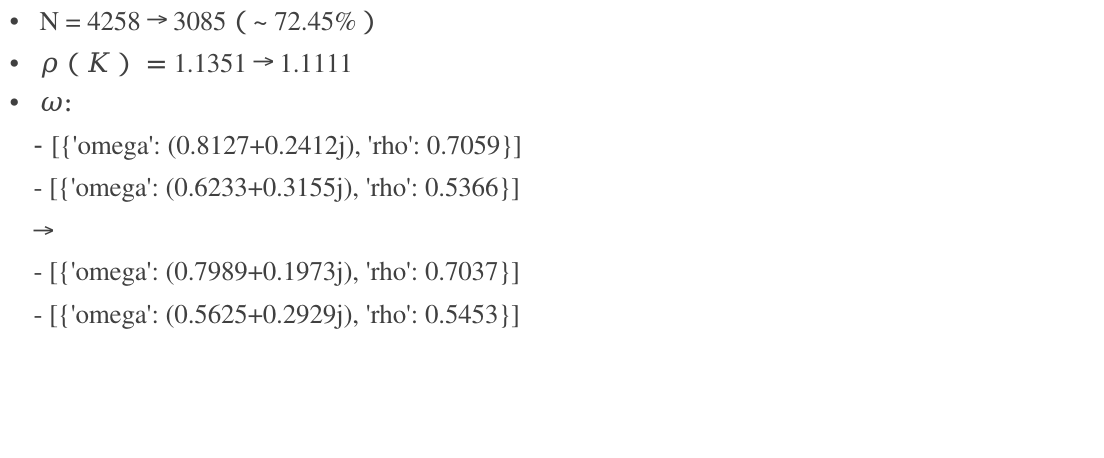 • N = 4258 → 3085 ( ~ 72.45% )
• ρ ( K ) = 1.1351 → 1.1111
• ω:
- [{'omega': (0.8127+0.2412j), 'rho': 0.7059}]
- [{'omega': (0.6233+0.3155j), 'rho': 0.5366}]
→
- [{'omega': (0.7989+0.1973j), 'rho': 0.7037}]
- [{'omega': (0.5625+0.2929j), 'rho': 0.5453}]